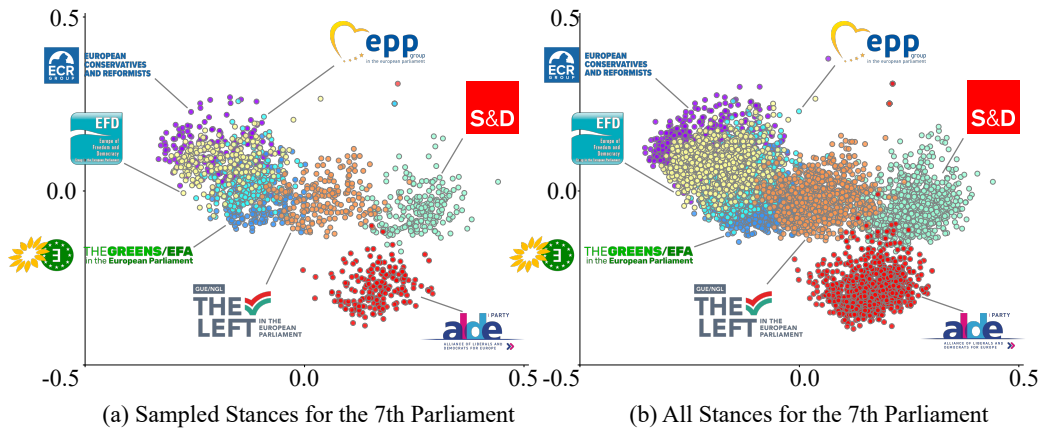 0.5
0.0
-0.5
0.0
0.5
ECR
GROUP
EUROPEAN
CONSERVATIVES
AND REFORMISTS
epp
group
in the european parliament
EFD
Europe of
Freedom and
Democracy
S&D
THE GREENS/EFA
in the European Parliament
GUE/NGL
THE
LEFT
IN THE
EUROPEAN
PARLIAMENT
PARTY
alde
ALLIANCE OF LIBERALS AND
DEMOCRATS FOR EUROPE
(a) Sampled Stances for the 7th Parliament
0.5
0.0
-0.5
0.0
0.5
ECR
GROUP
EUROPEAN
CONSERVATIVES
AND REFORMISTS
epp
group
in the european parliament
EFD
Europe of
Freedom and
Democracy
S&D
THE GREENS/EFA
in the European Parliament
GUE/NGL
THE
LEFT
IN THE
EUROPEAN
PARLIAMENT
PARTY
alde
ALLIANCE OF LIBERALS AND
DEMOCRATS FOR EUROPE
(b) All Stances for the 7th Parliament